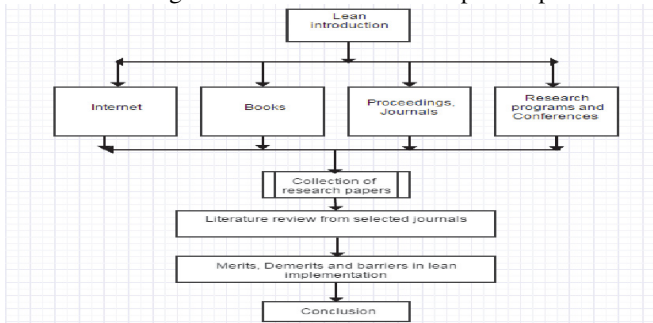 Lean
introduction
Internet
Books
Proceedings,
Journals
Research
programs and
Conferences
Collection of
research papers
Literature review from selected journals
Merits, Demerits and barriers in lean
implementation
Conclusion